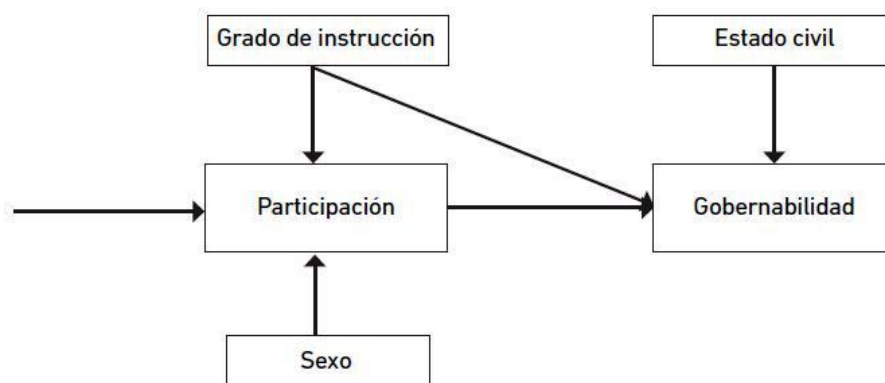 Grado de instrucción
Estado civil
Participación
Gobernabilidad
Sexo